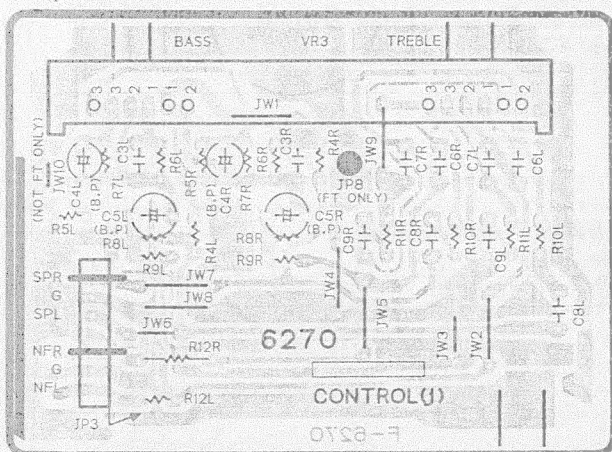 BASS VR3 TREBLE
3 3 2 1 1 2
3 3 2 1 1 2
JW1
(NOT FT ONLY)
JW10
C4L
(B.P)
R7L
C3L
R6L
R5R
(B.P)
C4R
R7R
R6R
C3R
R4R
JP8
(FT ONLY)
JW9
C7R
C6R
C7L
C6L
R5L
C5L
(B.P)
R8L
R9L
R4L
R8R
R9R
C5R
(B.P)
C9R
R11R
C8R
R10R
C9L
R11L
R10L
SPR
G
SPL
JW7
JW8
JW4
JW5
JW6
R12R
6270
JW3
JW2
C8L
NFR
G
NFL
R12L
CONTROL(1)
JP3
F-6270